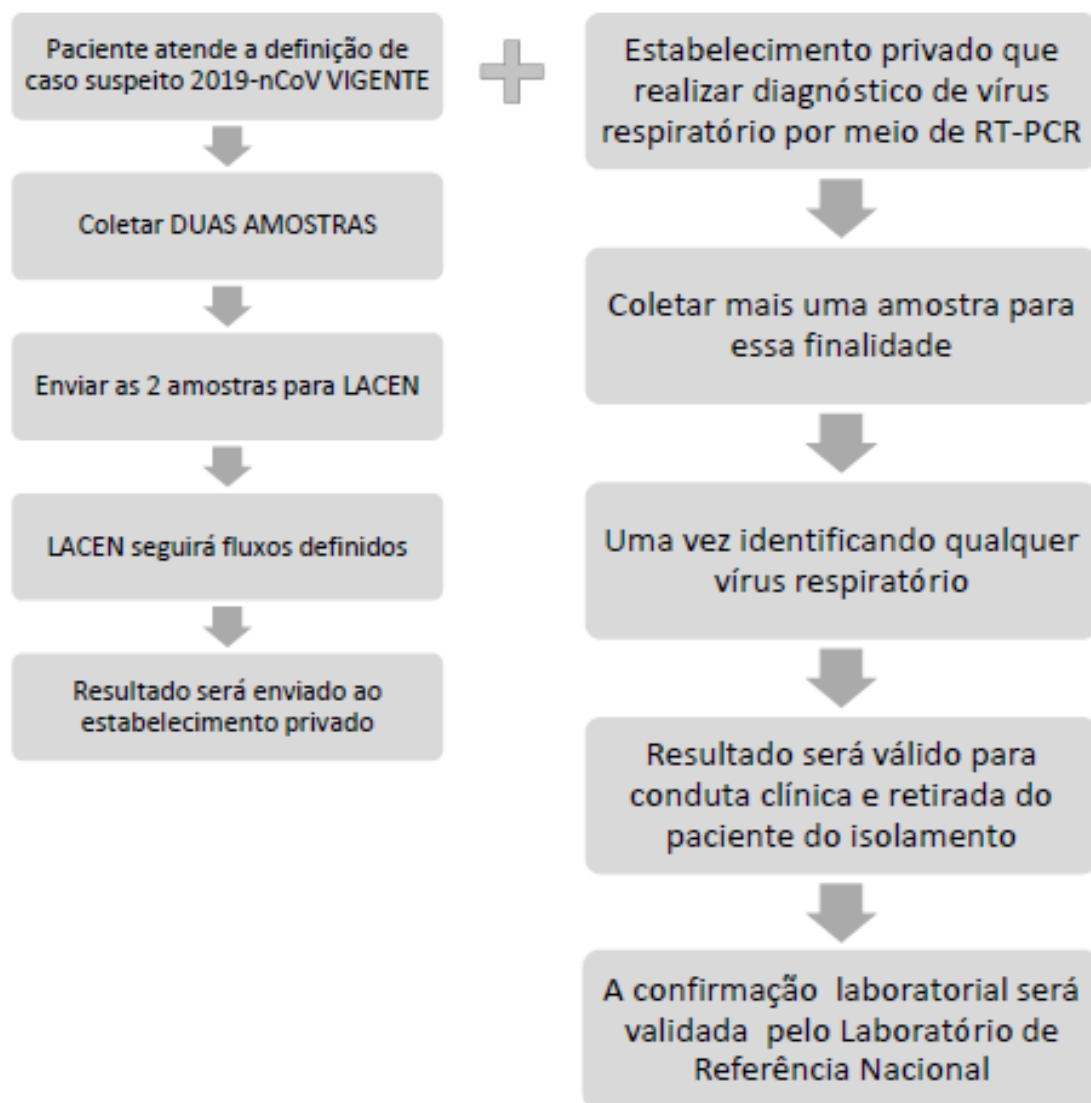 Paciente atende a definição de
caso suspeito 2019-nCoV VIGENTE
Coletar DUAS AMOSTRAS
Enviar as 2 amostras para LACEN
LACEN seguirá fluxos definidos
Resultado será enviado ao
estabelecimento privado
Estabelecimento privado que
realizar diagnóstico de vírus
respiratório por meio de RT-PCR
Coletar mais uma amostra para
essa finalidade
Uma vez identificando qualquer
vírus respiratório
Resultado será válido para
conduta clínica e retirada do
paciente do isolamento
A confirmação laboratorial será
validada pelo Laboratório de
Referência Nacional